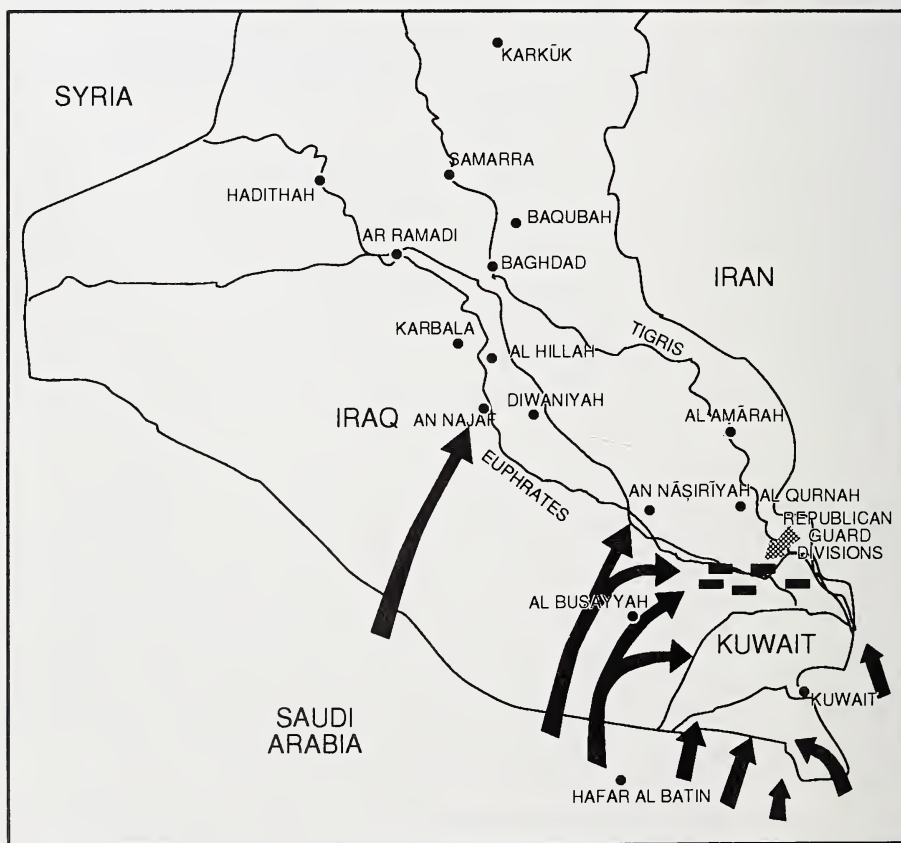 KARKŪK
SYRIA
SAMARRA
HADITHAH
BAQUBAH
AR RAMADI
BAGHDAD
IRAN
TIGRIS
KARBALA
AL HILLAH
DIWANIYAH
IRAQ
AN NAJAF
AL AMĀRAH
EUPHRATES
AN NĀṢIRĪYAH
AL QURNAH
REPUBLICAN
GUARD
DIVISIONS
AL BUSAYYAH
KUWAIT
KUWAIT
SAUDI
ARABIA
HAFAR AL BATIN